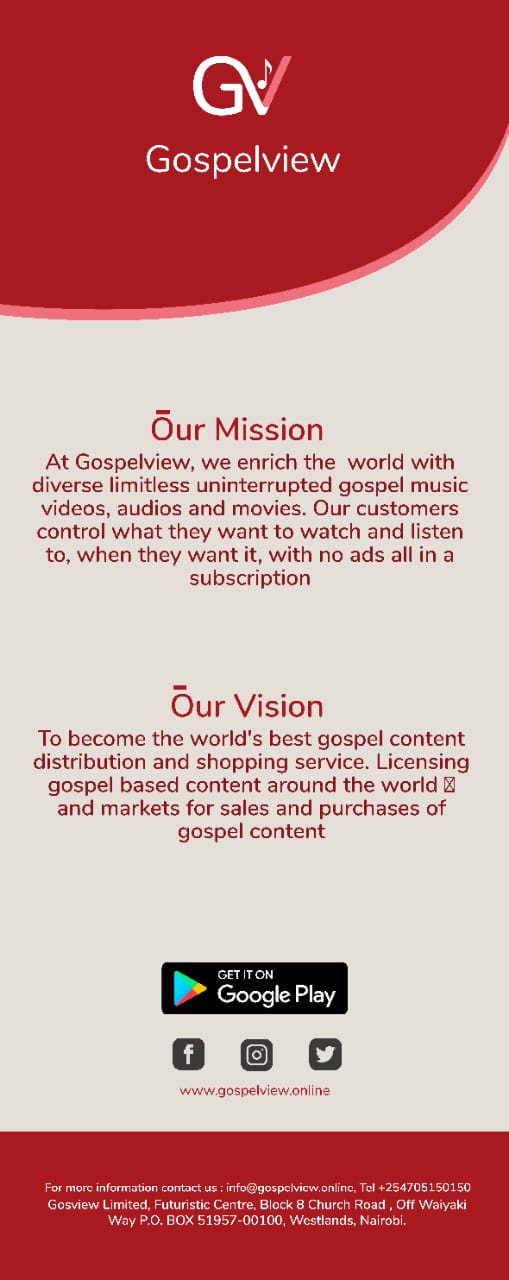 GV
Gospelview
Our Mission
At Gospelview, we enrich the  world with
diverse limitless uninterrupted gospel music
videos, audios and movies. Our customers
control what they want to watch and listen
to, when they want it, with no ads all in a
subscription
Our Vision
To become the world's best gospel content
distribution and shopping service. Licensing
gospel based content around the world
and markets for sales and purchases of
gospel content
GET IT ON
Google Play
www.gospelview.online
For more information contact us : info@gospelview.online, Tel +254705150150
Gosview Limited, Futuristic Centre, Block 8 Church Road , Off Waiyaki
Way P.O. BOX 51957-00100, Westlands, Nairobi.